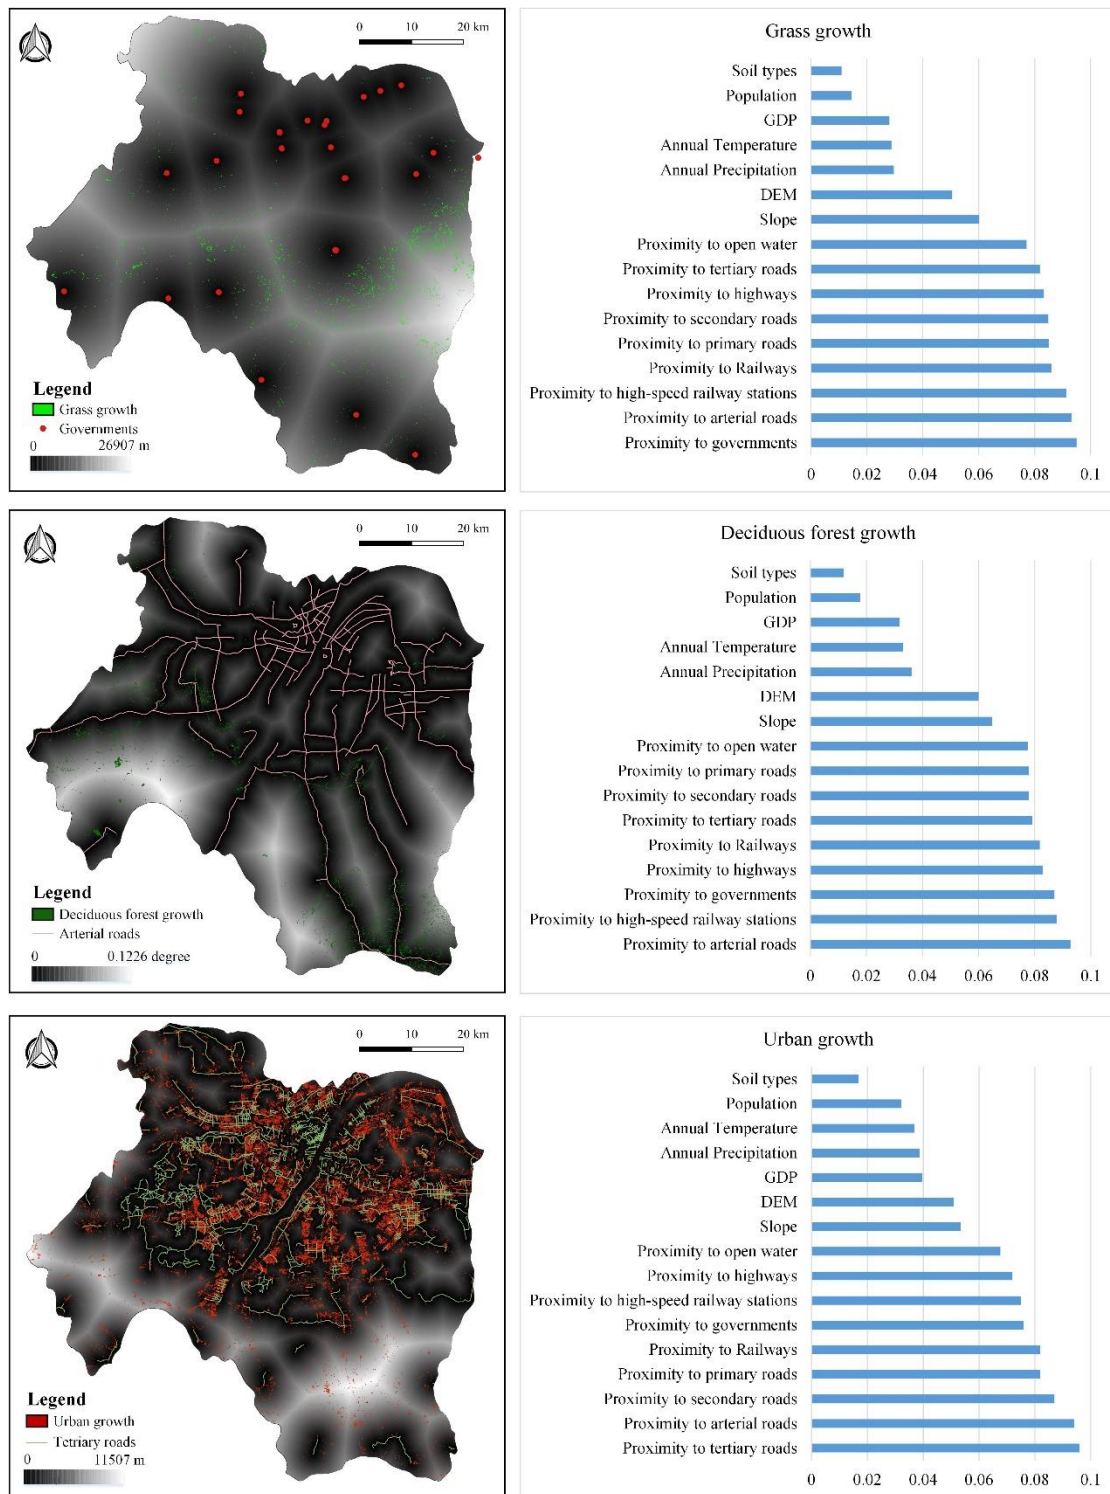 0 10 20 km
Legend
Grass growth
Governments
0 26907 m
Grass growth
Soil types
Population
GDP
Annual Temperature
Annual Precipitation
DEM
Slope
Proximity to open water
Proximity to tertiary roads
Proximity to highways
Proximity to secondary roads
Proximity to primary roads
Proximity to Railways
Proximity to high-speed railway stations
Proximity to arterial roads
Proximity to governments
0 0.02 0.04 0.06 0.08 0.1
0 10 20 km
Legend
Deciduous forest growth
Arterial roads
0 0.1226 degree
Deciduous forest growth
Soil types
Population
GDP
Annual Temperature
Annual Precipitation
DEM
Slope
Proximity to open water
Proximity to primary roads
Proximity to secondary roads
Proximity to tertiary roads
Proximity to Railways
Proximity to highways
Proximity to governments
Proximity to high-speed railway stations
Proximity to arterial roads
0 0.02 0.04 0.06 0.08 0.1
0 10 20 km
Legend
Urban growth
Tetriary roads
0 11507 m
Urban growth
Soil types
Population
Annual Temperature
Annual Precipitation
GDP
DEM
Slope
Proximity to open water
Proximity to highways
Proximity to high-speed railway stations
Proximity to governments
Proximity to Railways
Proximity to primary roads
Proximity to secondary roads
Proximity to arterial roads
Proximity to tertiary roads
0 0.02 0.04 0.06 0.08 0.1